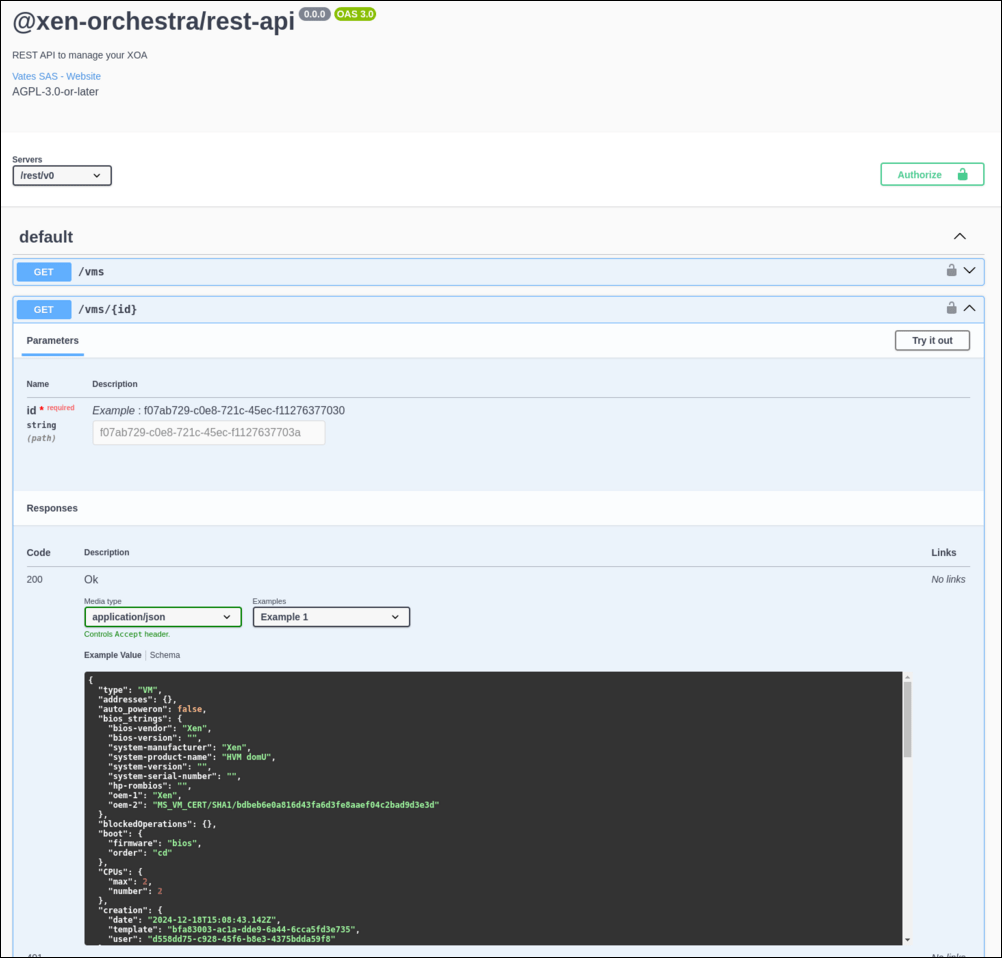 @xen-orchestra/rest-api 0.0.0 OAS 3.0
REST API to manage your XOA
Vates SAS - Website
AGPL-3.0-or-later
Servers
/rest/v0
Authorize
default
GET /vms
GET /vms/{id}
Parameters
Try it out
Name Description
id * required
Example : f07ab729-c0e8-721c-45ec-f11276377030
string
f07ab729-c0e8-721c-45ec-f1127637703a
(path)
Responses
Code Description Links
200 Ok No links
Media type Examples
application/json Example 1
Controls Accept header.
Example Value Schema
{
"type": "VM",
"addresses": {},
"auto_poweron": false,
"bios_strings": {
"bios-vendor": "Xen",
"bios-version": "",
"system-manufacturer": "Xen",
"system-product-name": "HVM domU",
"system-version": "",
"system-serial-number": "",
"hp-rombios": "",
"oem-1": "Xen",
"oem-2": "MS_VM_CERT/SHA1/bdbeb6e0a816d43fa6d3fe8aaef04c2bad9d3e3d"
},
"blockedOperations": {},
"boot": {
"firmware": "bios",
"order": "cd"
},
"CPUs": {
"max": 2,
"number": 2
},
"creation": {
"date": "2024-12-18T15:08:43.142Z",
"template": "bfa83003-ac1a-dde9-6a44-6cca5fd3e735",
"user": "d558dd75-c928-45f6-b8e3-4375bdda59f8"
401 No links